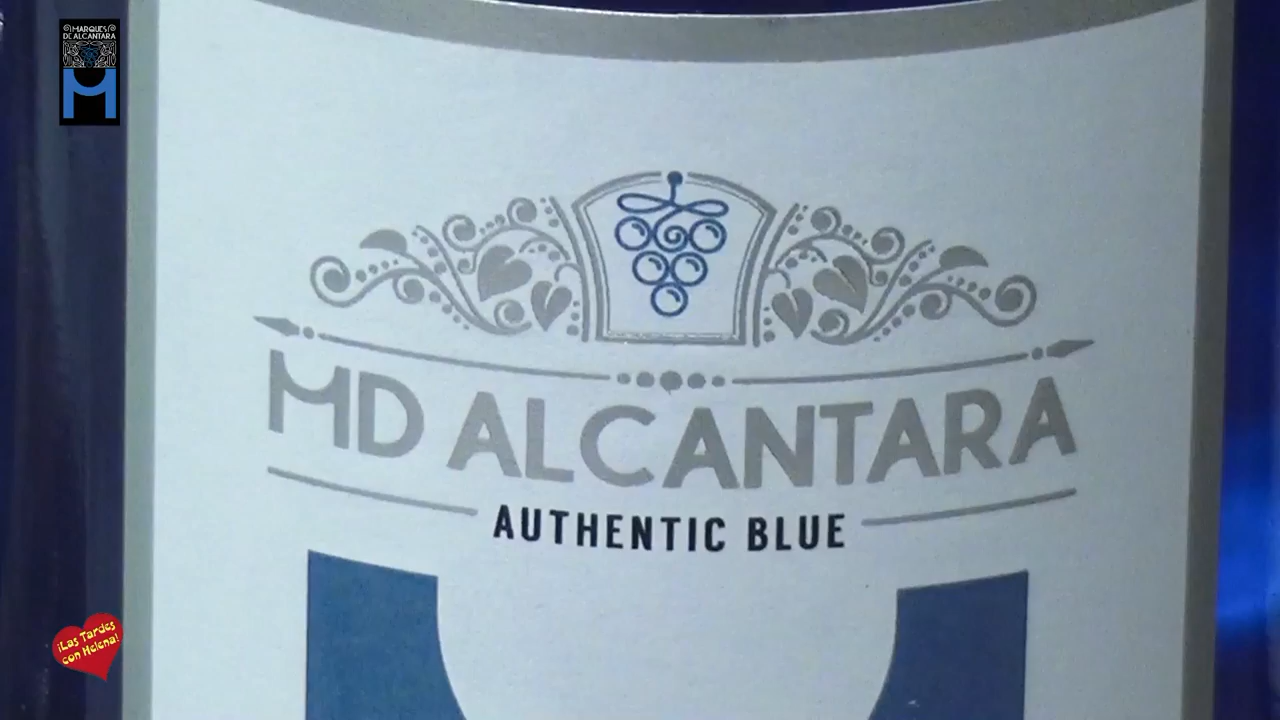 MARQUES
DE ALCANTARA
MD ALCANTARA
AUTHENTIC BLUE
¡Las Tardes
con Helena!